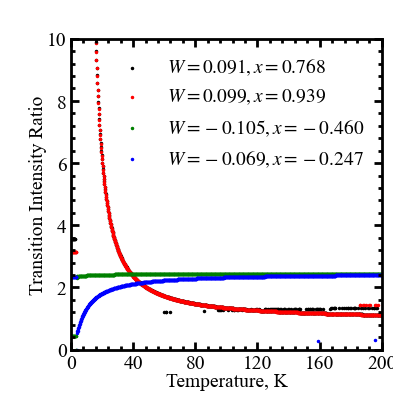 10
8
6
4
2
0
Transition Intensity Ratio
W = 0.091, x = 0.768
W = 0.099, x = 0.939
W = −0.105, x = −0.460
W = −0.069, x = −0.247
0 40 80 120 160 200
Temperature, K